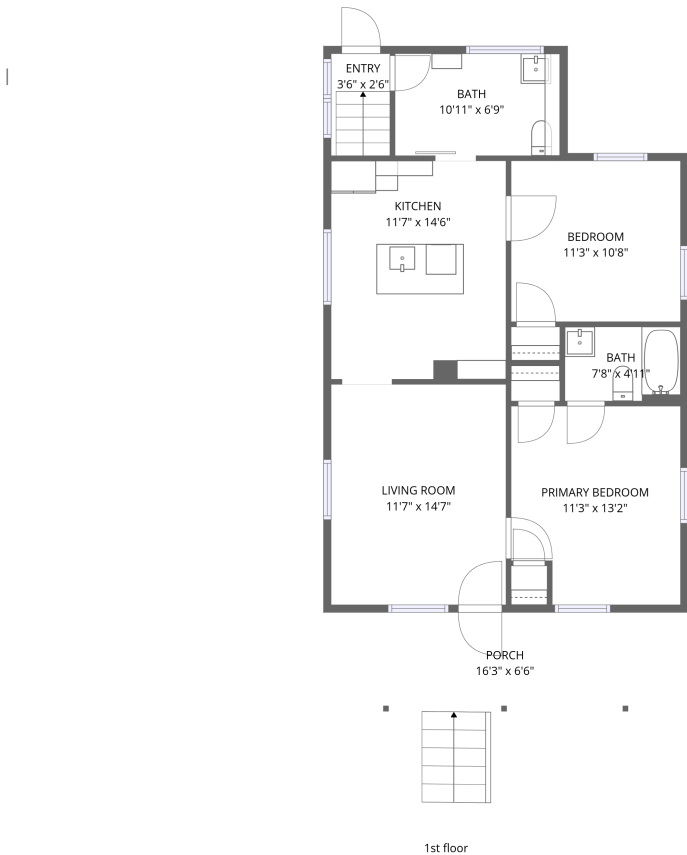 ENTRY
3'6" x 2'6"
BATH
10'11" x 6'9"
KITCHEN
11'7" x 14'6"
BEDROOM
11'3" x 10'8"
BATH
7'8" x 4'11"
LIVING ROOM
11'7" x 14'7"
PRIMARY BEDROOM
11'3" x 13'2"
PORCH
16'3" x 6'6"
1st floor